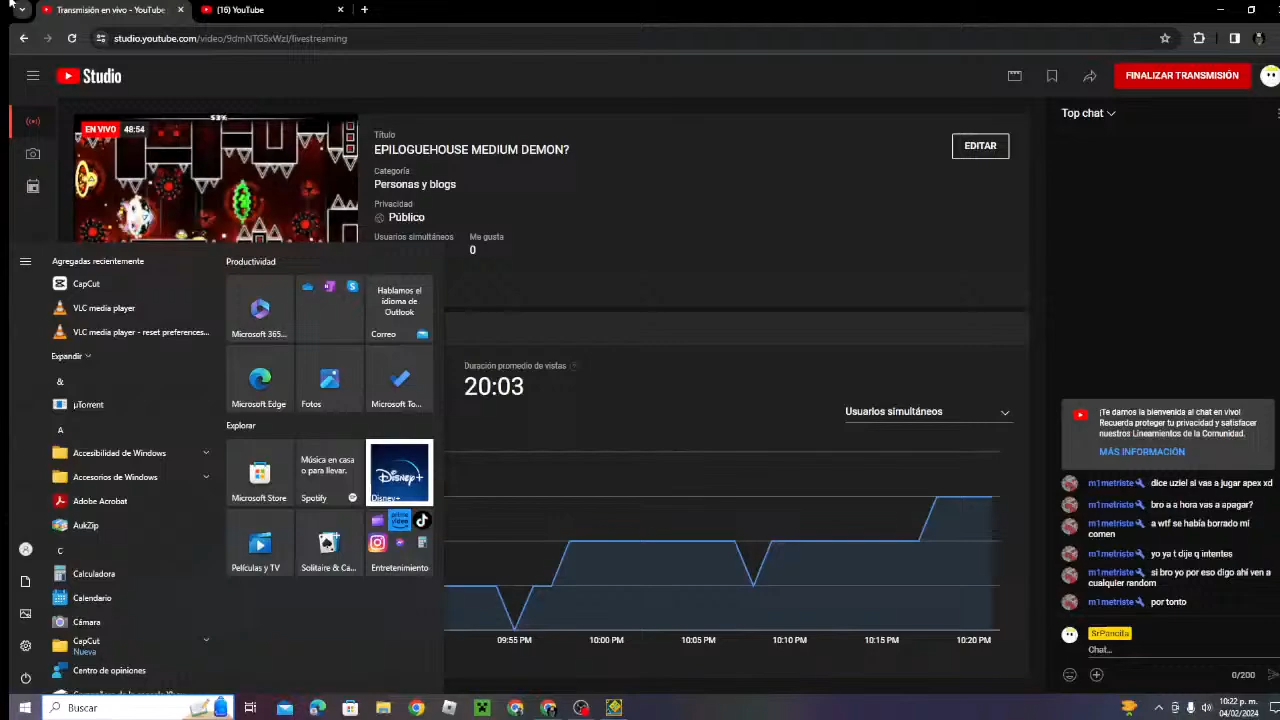 Transmisión en vivo - YouTube
(16) YouTube
studio.youtube.com/video/9dmNTG5xWzI/livestreaming
Studio
FINALIZAR TRANSMISIÓN
53%
EN VIVO 48:54
Título
EPILOGUEHOUSE MEDIUM DEMON?
EDITAR
Categoría
Personas y blogs
Privacidad
Público
Usuarios simultáneos
Me gusta
0
Top chat
Agregadas recientemente
CapCut
VLC media player
VLC media player - reset preferences...
Expandir
&
µTorrent
A
Accesibilidad de Windows
Accesorios de Windows
Adobe Acrobat
AukZip
C
Calculadora
Calendario
Cámara
CapCut
Nueva
Centro de opiniones
Productividad
Microsoft 365...
Hablamos el
idioma de
Outlook
Correo
Microsoft Edge
Fotos
Microsoft To...
Explorar
Microsoft Store
Música en casa
o para llevar.
Spotify
Disney+
Disney+
prime video
Películas y TV
Solitaire & Ca...
Entretenimiento
Duración promedio de vistas
20:03
Usuarios simultáneos
09:55 PM
10:00 PM
10:05 PM
10:10 PM
10:15 PM
10:20 PM
¡Te damos la bienvenida al chat en vivo!
Recuerda proteger tu privacidad y satisfacer
nuestros Lineamientos de la Comunidad.
MÁS INFORMACIÓN
m1metriste dice uziel si vas a jugar apex xd
m1metriste bro a a hora vas a apagar?
m1metriste a wtf se había borrado mi
comen
m1metriste yo ya t dije q intentes
m1metriste si bro yo por eso digo ahí ven a
cualquier random
m1metriste por tonto
SrPancita
Chat...
0/200
Buscar
10:22 p. m.
04/02/2024